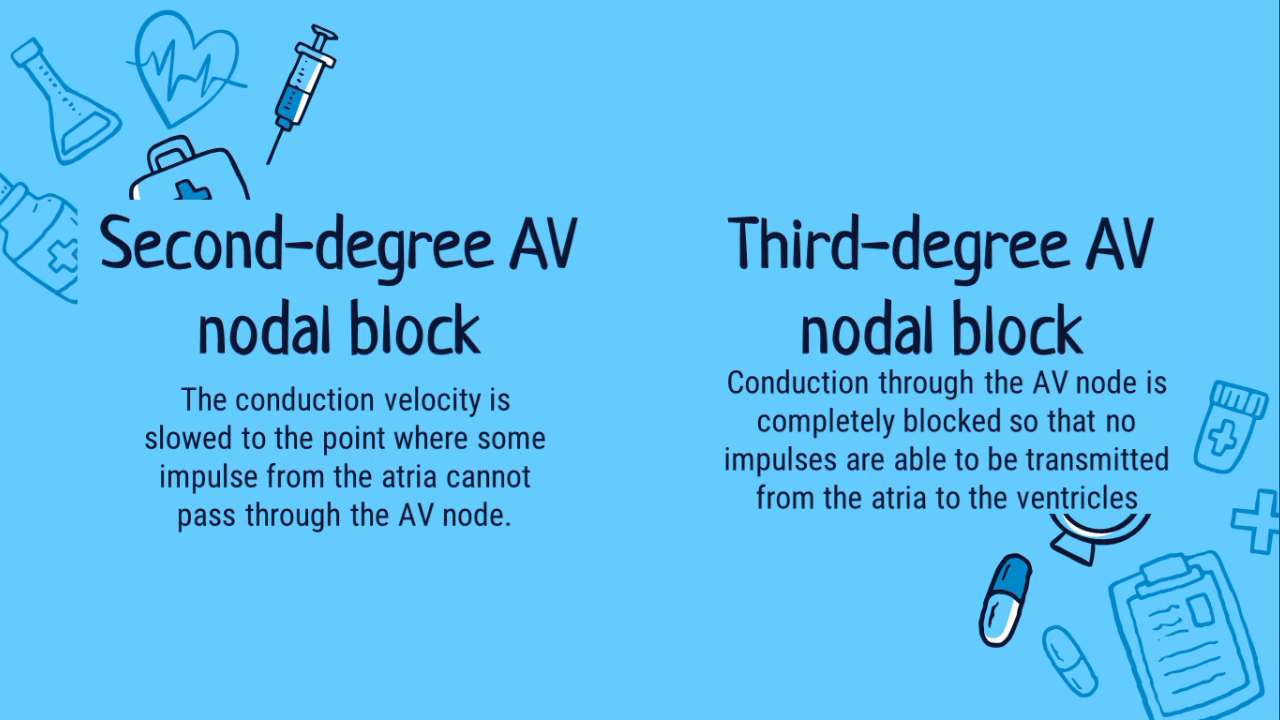 Second-degree AV
nodal block
The conduction velocity is
slowed to the point where some
impulse from the atria cannot
pass through the AV node.
Third-degree AV
nodal block
Conduction through the AV node is
completely blocked so that no
impulses are able to be transmitted
from the atria to the ventricles